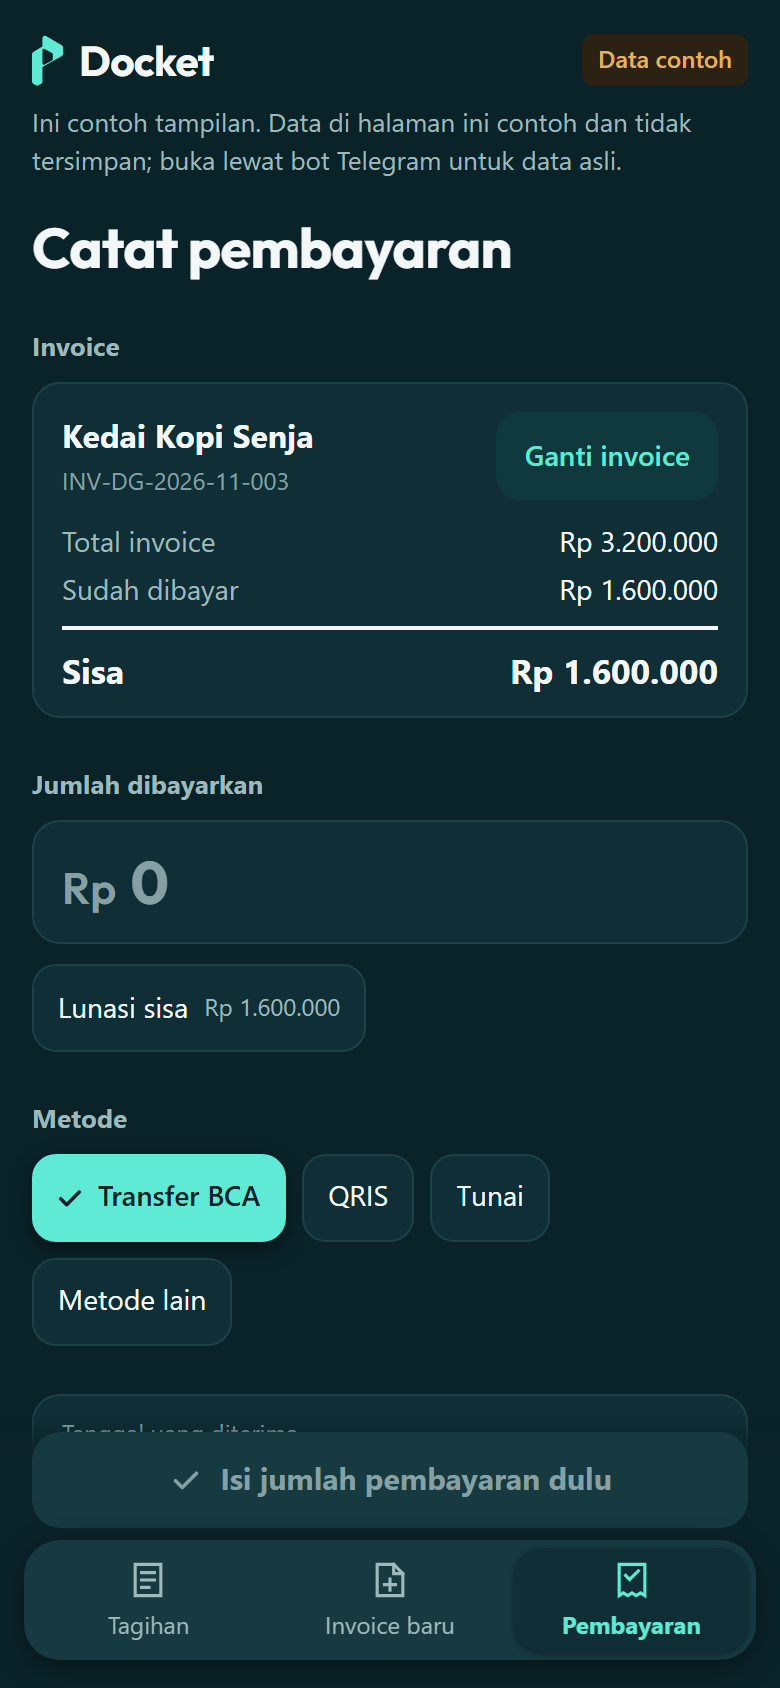 Docket
Data contoh
Ini contoh tampilan. Data di halaman ini contoh dan tidak
tersimpan; buka lewat bot Telegram untuk data asli.
Catat pembayaran
Invoice
Kedai Kopi Senja
INV-DG-2026-11-003
Ganti invoice
Total invoice Rp 3.200.000
Sudah dibayar Rp 1.600.000
Sisa Rp 1.600.000
Jumlah dibayarkan
Rp 0
Lunasi sisa Rp 1.600.000
Metode
Transfer BCA QRIS Tunai
Metode lain
Isi jumlah pembayaran dulu
Tagihan Invoice baru Pembayaran